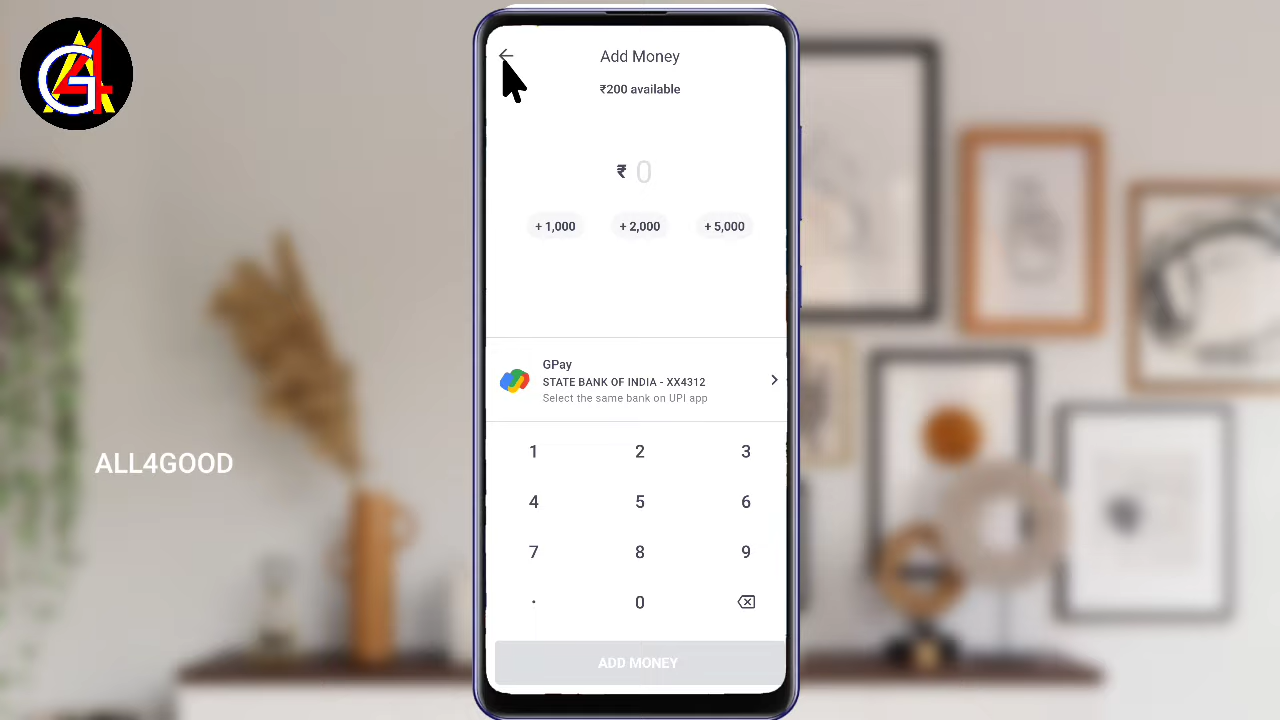 G4
Add Money
₹200 available
₹ 0
+ 1,000 + 2,000 + 5,000
GPay
STATE BANK OF INDIA - XX4312
Select the same bank on UPI app
1 2 3
4 5 6
7 8 9
. 0
ADD MONEY
ALL4GOOD